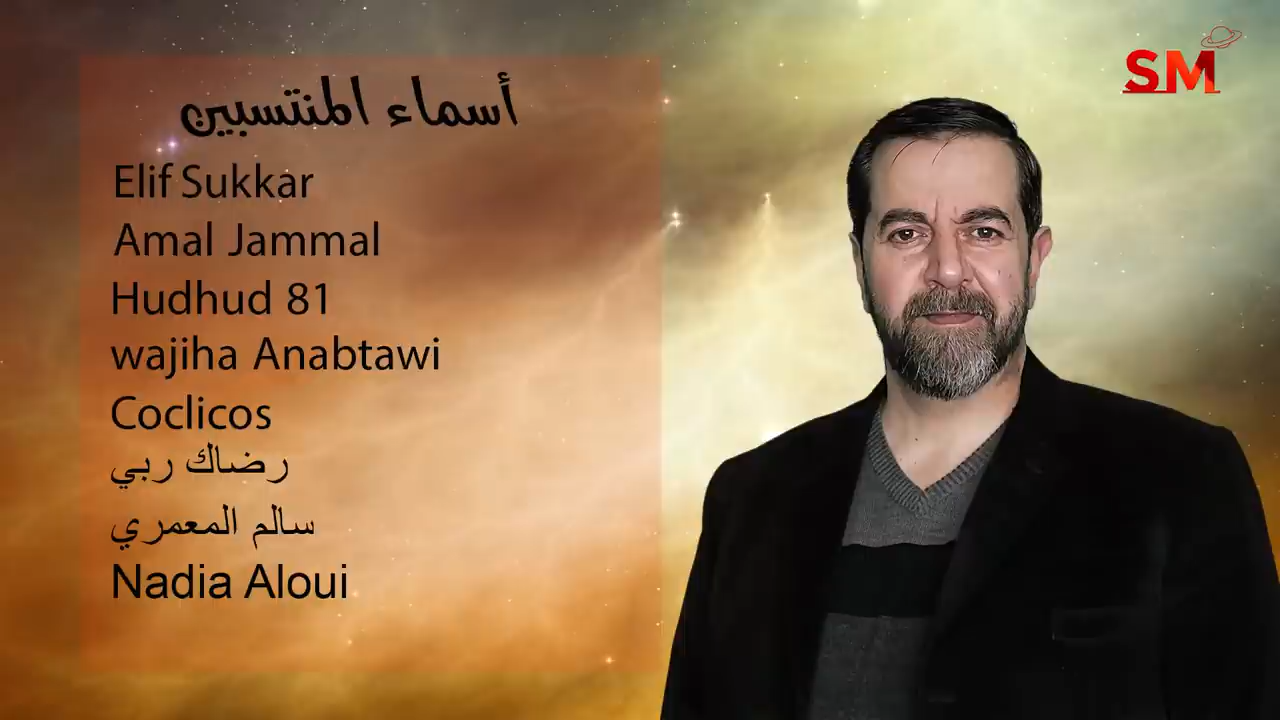 أسماء المنتسبين
Elif Sukkar
Amal Jammal
Hudhud 81
wajiha Anabtawi
Coclicos
رضاك ربي
سالم المعمري
Nadia Aloui
SM